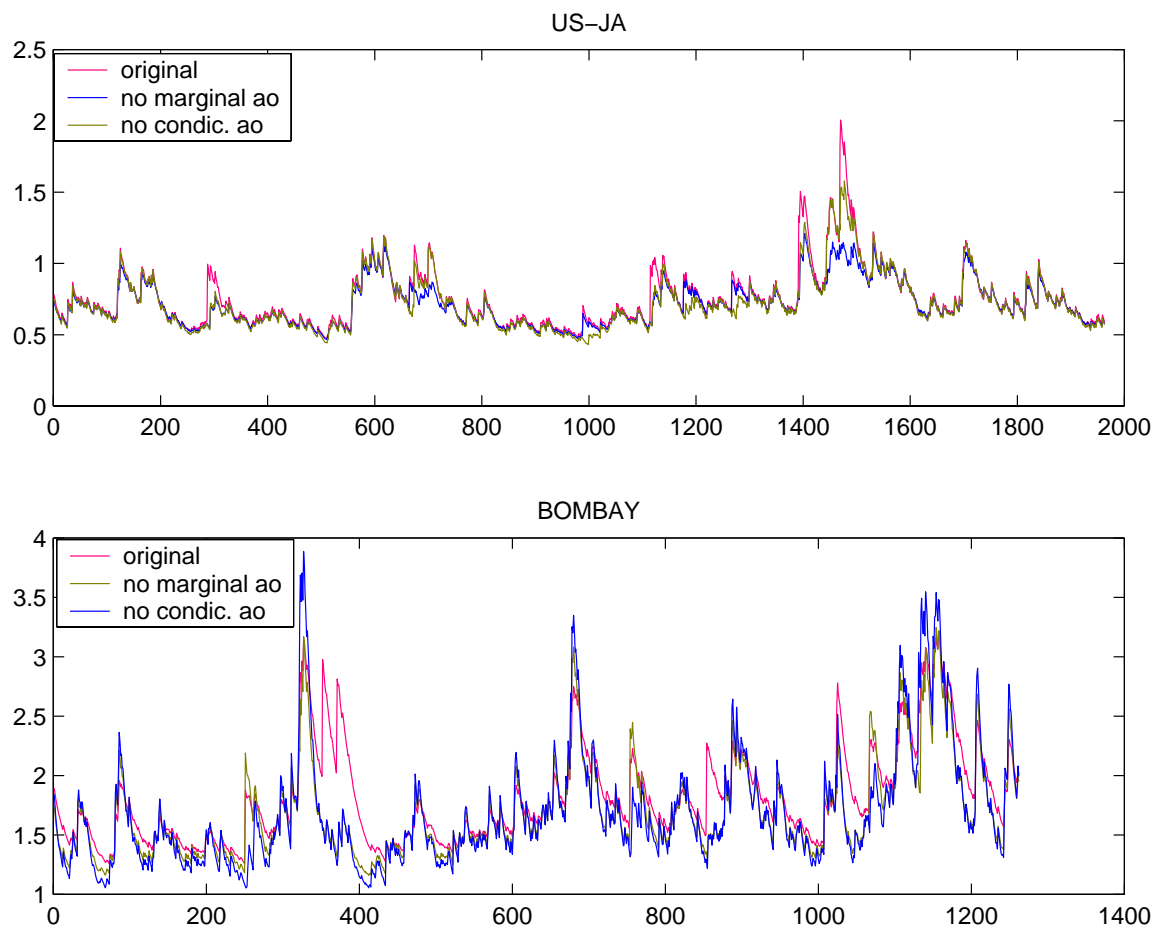 US−JA
2.5
2
1.5
1
0.5
0
original
no marginal ao
no condic. ao
0 200 400 600 800 1000 1200 1400 1600 1800 2000
BOMBAY
4
3.5
3
2.5
2
1.5
1
original
no marginal ao
no condic. ao
0 200 400 600 800 1000 1200 1400